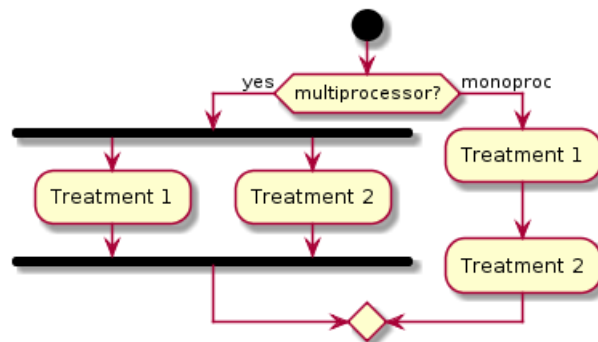 yes
multiprocessor?
monoproc
Treatment 1
Treatment 2
Treatment 1
Treatment 2